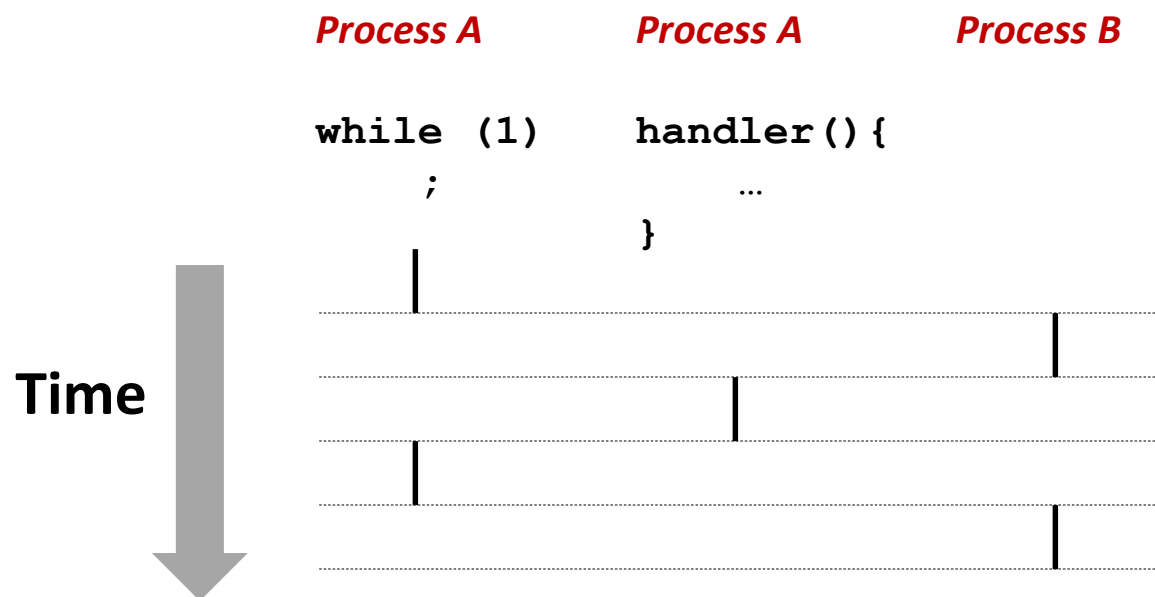 Process A Process A Process B
while (1) handler(){
; …
}
Time